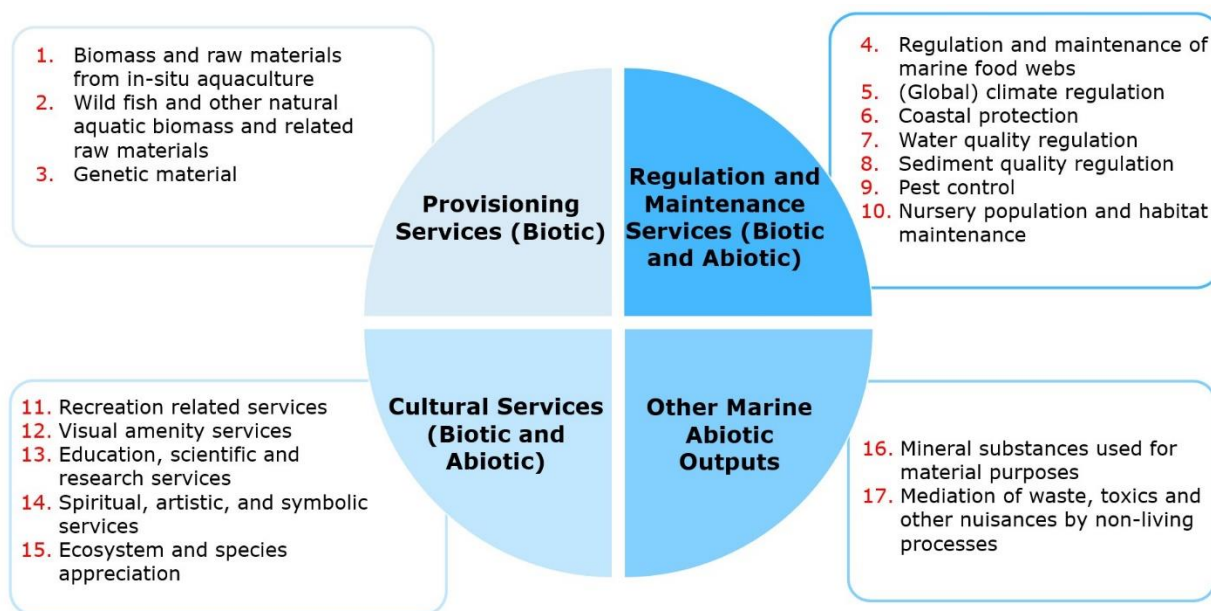 1. Biomass and raw materials
from in-situ aquaculture
2. Wild fish and other natural
aquatic biomass and related
raw materials
3. Genetic material
Provisioning
Services (Biotic)
Regulation and
Maintenance
Services (Biotic
and Abiotic)
4. Regulation and maintenance of
marine food webs
5. (Global) climate regulation
6. Coastal protection
7. Water quality regulation
8. Sediment quality regulation
9. Pest control
10. Nursery population and habitat
maintenance
11. Recreation related services
12. Visual amenity services
13. Education, scientific and
research services
14. Spiritual, artistic, and symbolic
services
15. Ecosystem and species
appreciation
Cultural Services
(Biotic and
Abiotic)
Other Marine
Abiotic
Outputs
16. Mineral substances used for
material purposes
17. Mediation of waste, toxics and
other nuisances by non-living
processes